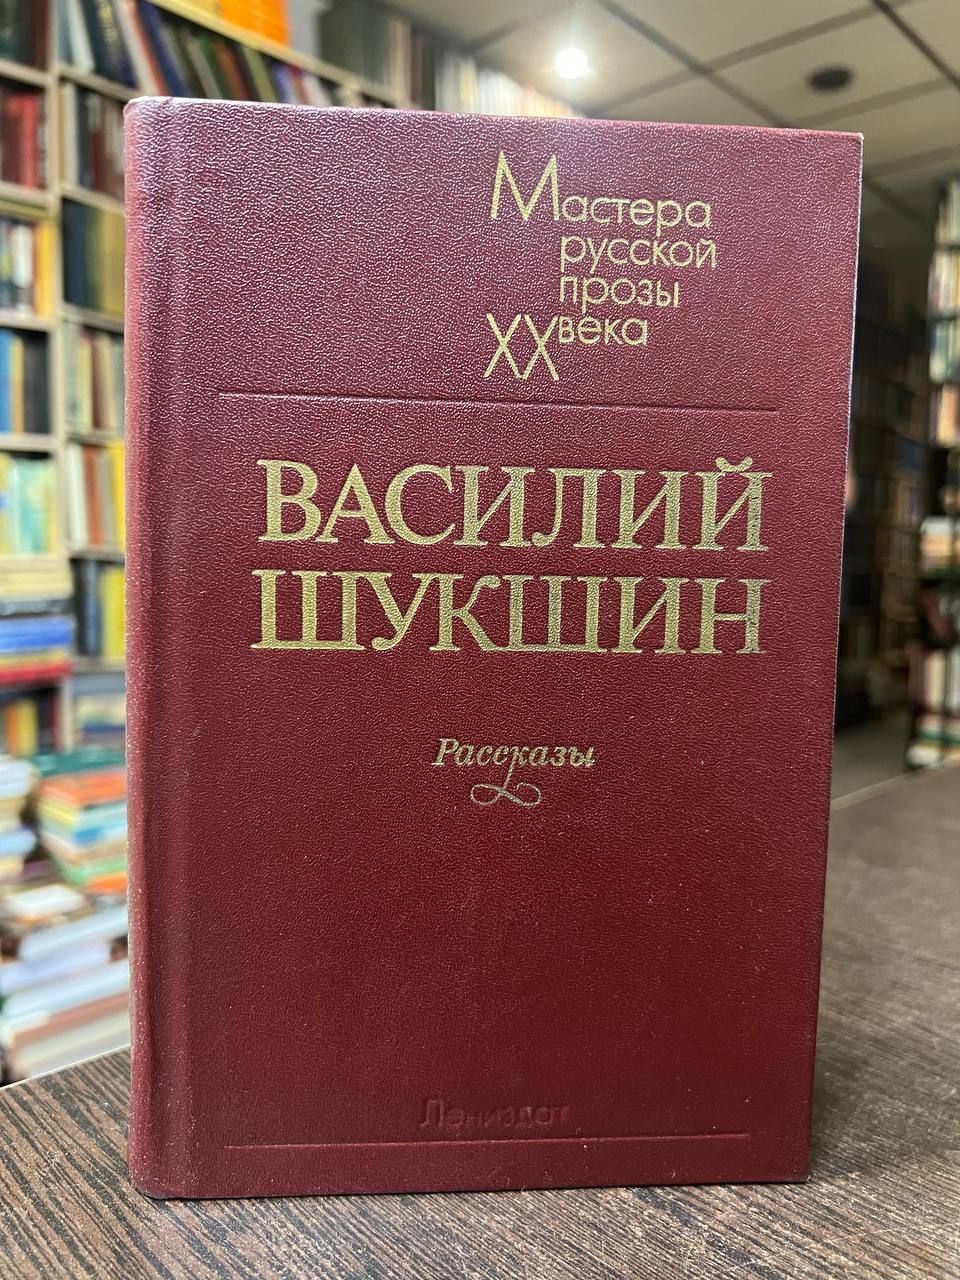 Мастера
русской
прозы
XX века
ВАСИЛИЙ
ШУКШИН
Рассказы
Лениздат